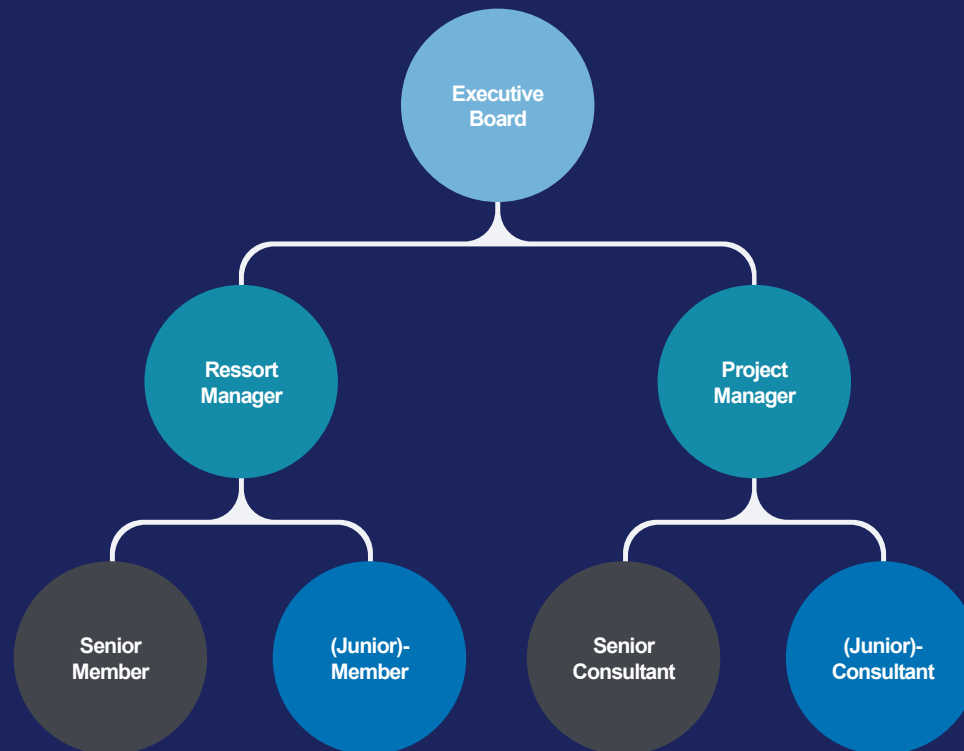 Executive
Board
Ressort
Manager
Project
Manager
Senior
Member
(Junior)-
Member
Senior
Consultant
(Junior)-
Consultant